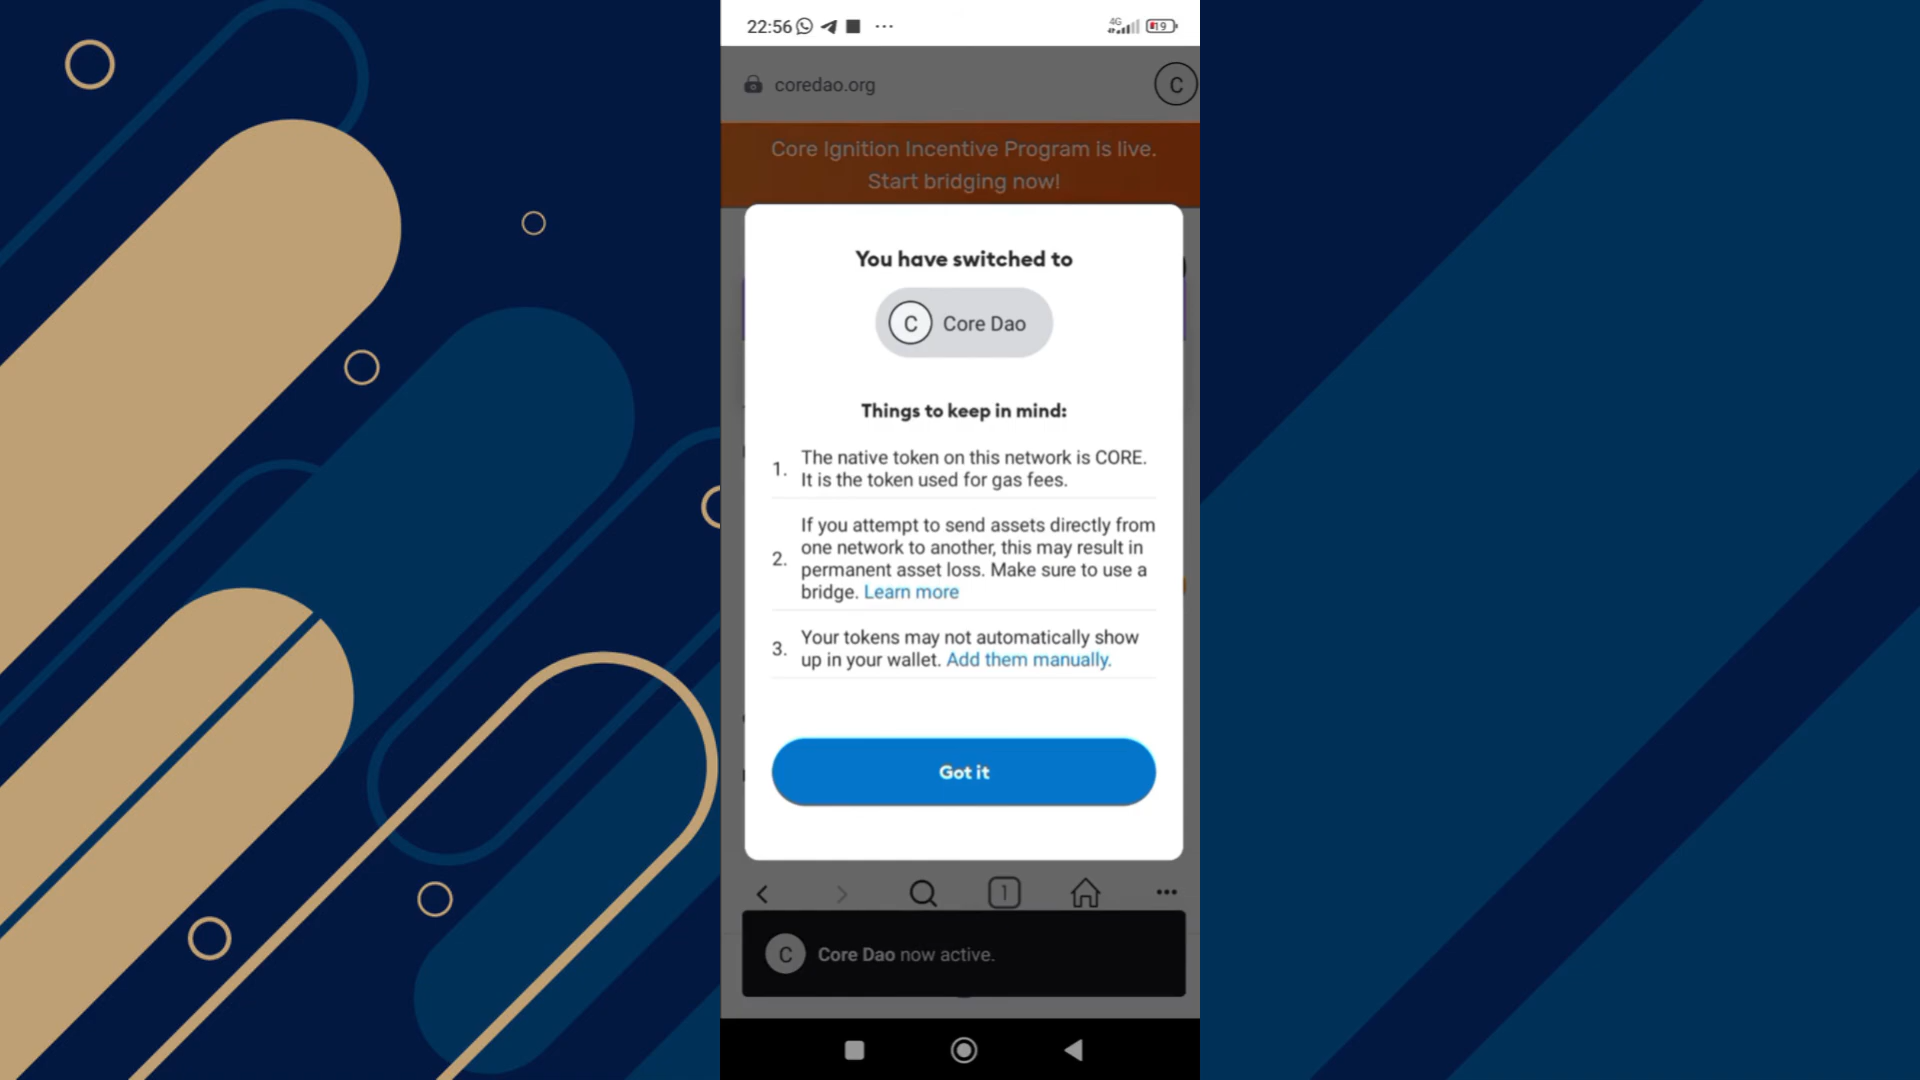 22:56
4G
19
coredao.org
C
Core Ignition Incentive Program is live.
Start bridging now!
You have switched to
C Core Dao
Things to keep in mind:
1. The native token on this network is CORE.
It is the token used for gas fees.
2. If you attempt to send assets directly from
one network to another, this may result in
permanent asset loss. Make sure to use a
bridge. Learn more
3. Your tokens may not automatically show
up in your wallet. Add them manually.
Got it
1
C Core Dao now active.